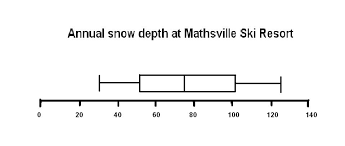 Annual snow depth at Mathsville Ski Resort
0 20 40 60 80 100 120 140